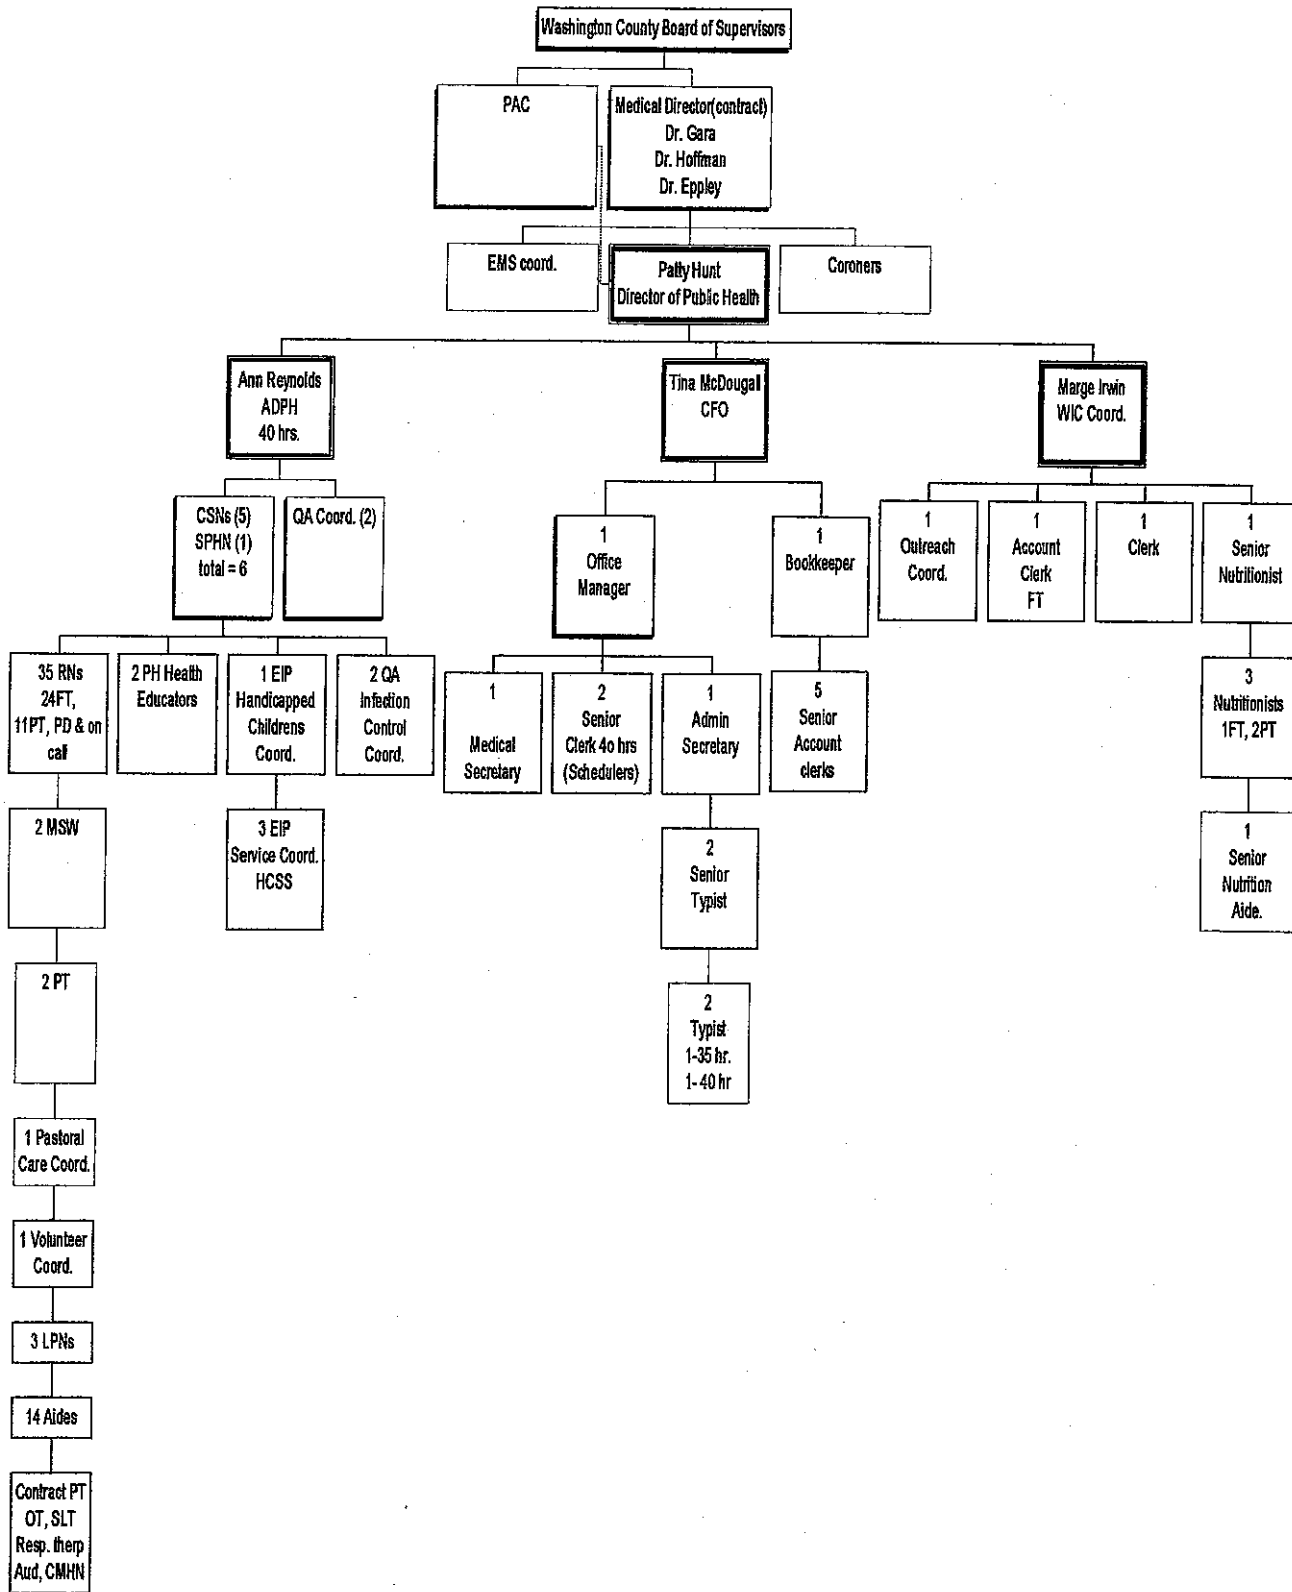 Washington County Board of Supervisors
PAC
Medical Director(contract)
Dr. Gara
Dr. Hoffman
Dr. Eppley
EMS coord.
Patty Hunt
Director of Public Health
Coroners
Ann Reynolds
ADPH
40 hrs.
Tina McDougal
CFO
Marge Irwin
WIC Coord.
CSNs (5)
SPHN (1)
total = 6
QA Coord. (2)
1
Office
Manager
1
Bookkeeper
1
Outreach
Coord.
1
Account
Clerk
FT
1
Clerk
1
Senior
Nutritionist
35 RNs
24FT,
11PT, PD & on
call
2 PH Health
Educators
1 EIP
Handicapped
Childrens
Coord.
2 QA
Infection
Control
Coord.
1
Medical
Secretary
2
Senior
Clerk 4o hrs
(Schedulers)
1
Admin
Secretary
5
Senior
Account
clerks
3
Nutritionists
1FT, 2PT
2 MSW
3 EIP
Service Coord.
HCSS
2
Senior
Typist
1
Senior
Nutrition
Aide.
2 PT
2
Typist
1-35 hr.
1- 40 hr
1 Pastoral
Care Coord.
1 Volunteer
Coord.
3 LPNs
14 Aides
Contract PT
OT, SLT
Resp. therp
Aud, CMHN